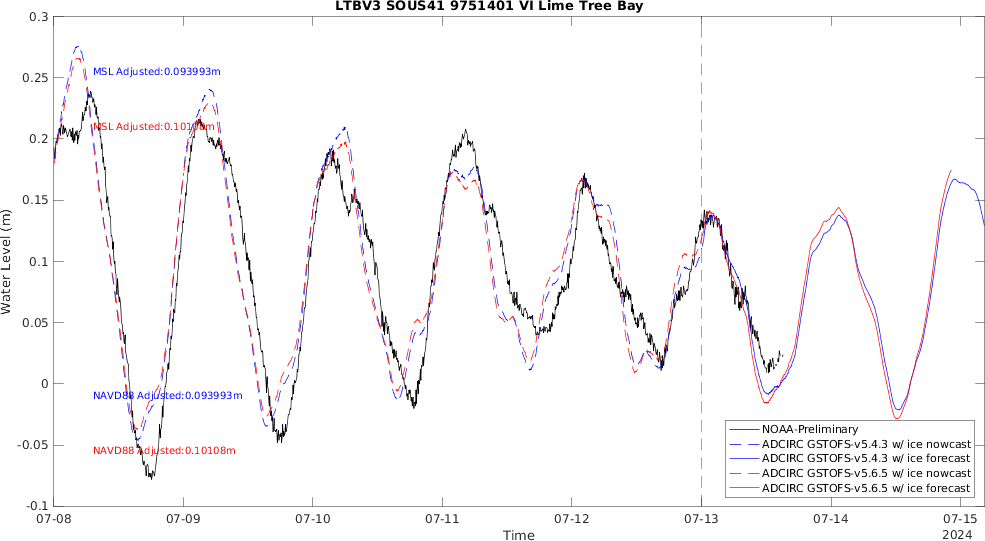 LTBV3 SOUS41 9751401 VI Lime Tree Bay
0.3
0.25
0.2
0.15
0.1
0.05
0
-0.05
-0.1
Water Level (m)
MSL Adjusted:0.093993m
MSL Adjusted:0.10108m
NAVD88 Adjusted:0.093993m
NAVD88 Adjusted:0.10108m
NOAA-Preliminary
ADCIRC GSTOFS-v5.4.3 w/ ice nowcast
ADCIRC GSTOFS-v5.4.3 w/ ice forecast
ADCIRC GSTOFS-v5.6.5 w/ ice nowcast
ADCIRC GSTOFS-v5.6.5 w/ ice forecast
07-08 07-09 07-10 07-11 07-12 07-13 07-14 07-15
Time
2024